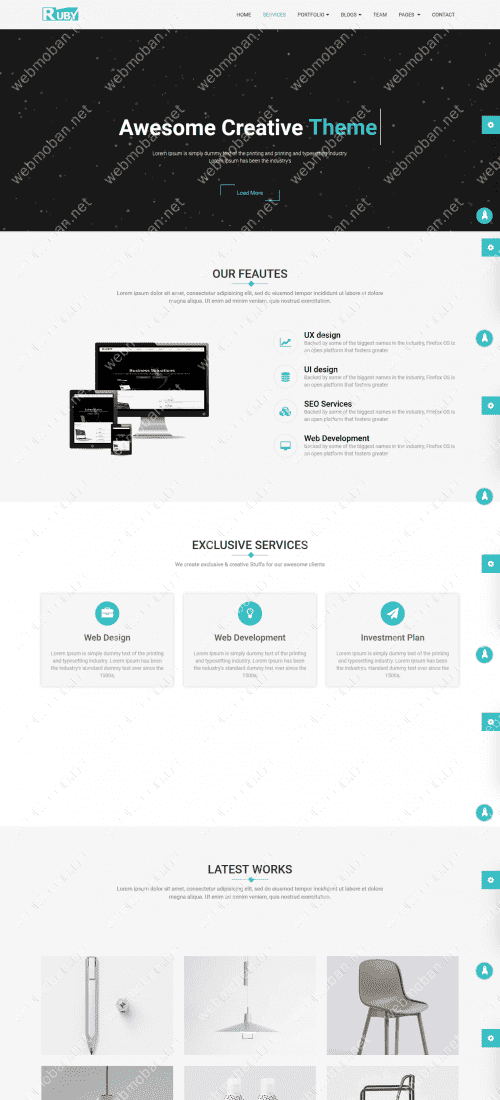 RUBY
HOME SERVICES PORTFOLIO BLOGS TEAM PAGES CONTACT
Awesome Creative Theme
Lorem ipsum is simply dummy text of the printing and printing and typesetting industry.
Lorem Ipsum has been the industry's
Load More
OUR FEAUTES
Lorem ipsum dolor sit amet, consectetur adipisicing elit, sed do eiusmod tempor incididunt ut labore et dolore
magna aliqua. Ut enim ad minim veniam, quis nostrud exercitation.
UX design
Backed by some of the biggest names in the industry, Firefox OS is
an open platform that fosters greater
UI design
Backed by some of the biggest names in the industry, Firefox OS is
an open platform that fosters greater
SEO Services
Backed by some of the biggest names in the industry, Firefox OS is
an open platform that fosters greater
Web Development
Backed by some of the biggest names in the industry, Firefox OS is
an open platform that fosters greater
EXCLUSIVE SERVICES
We create exclusive & creative Stuffs for our awesome clients
Web Design
Lorem Ipsum is simply dummy text of the printing
and typesetting industry. Lorem Ipsum has been
the industry's standard dummy text ever since the
1500s,
Web Development
Lorem Ipsum is simply dummy text of the printing
and typesetting industry. Lorem Ipsum has been
the industry's standard dummy text ever since the
1500s,
Investment Plan
Lorem Ipsum is simply dummy text of the printing
and typesetting industry. Lorem Ipsum has been
the industry's standard dummy text ever since the
1500s,
LATEST WORKS
Lorem ipsum dolor sit amet, consectetur adipisicing elit, sed do eiusmod tempor incididunt ut labore et dolore
magna aliqua. Ut enim ad minim veniam, quis nostrud exercitation.
webmoban.net